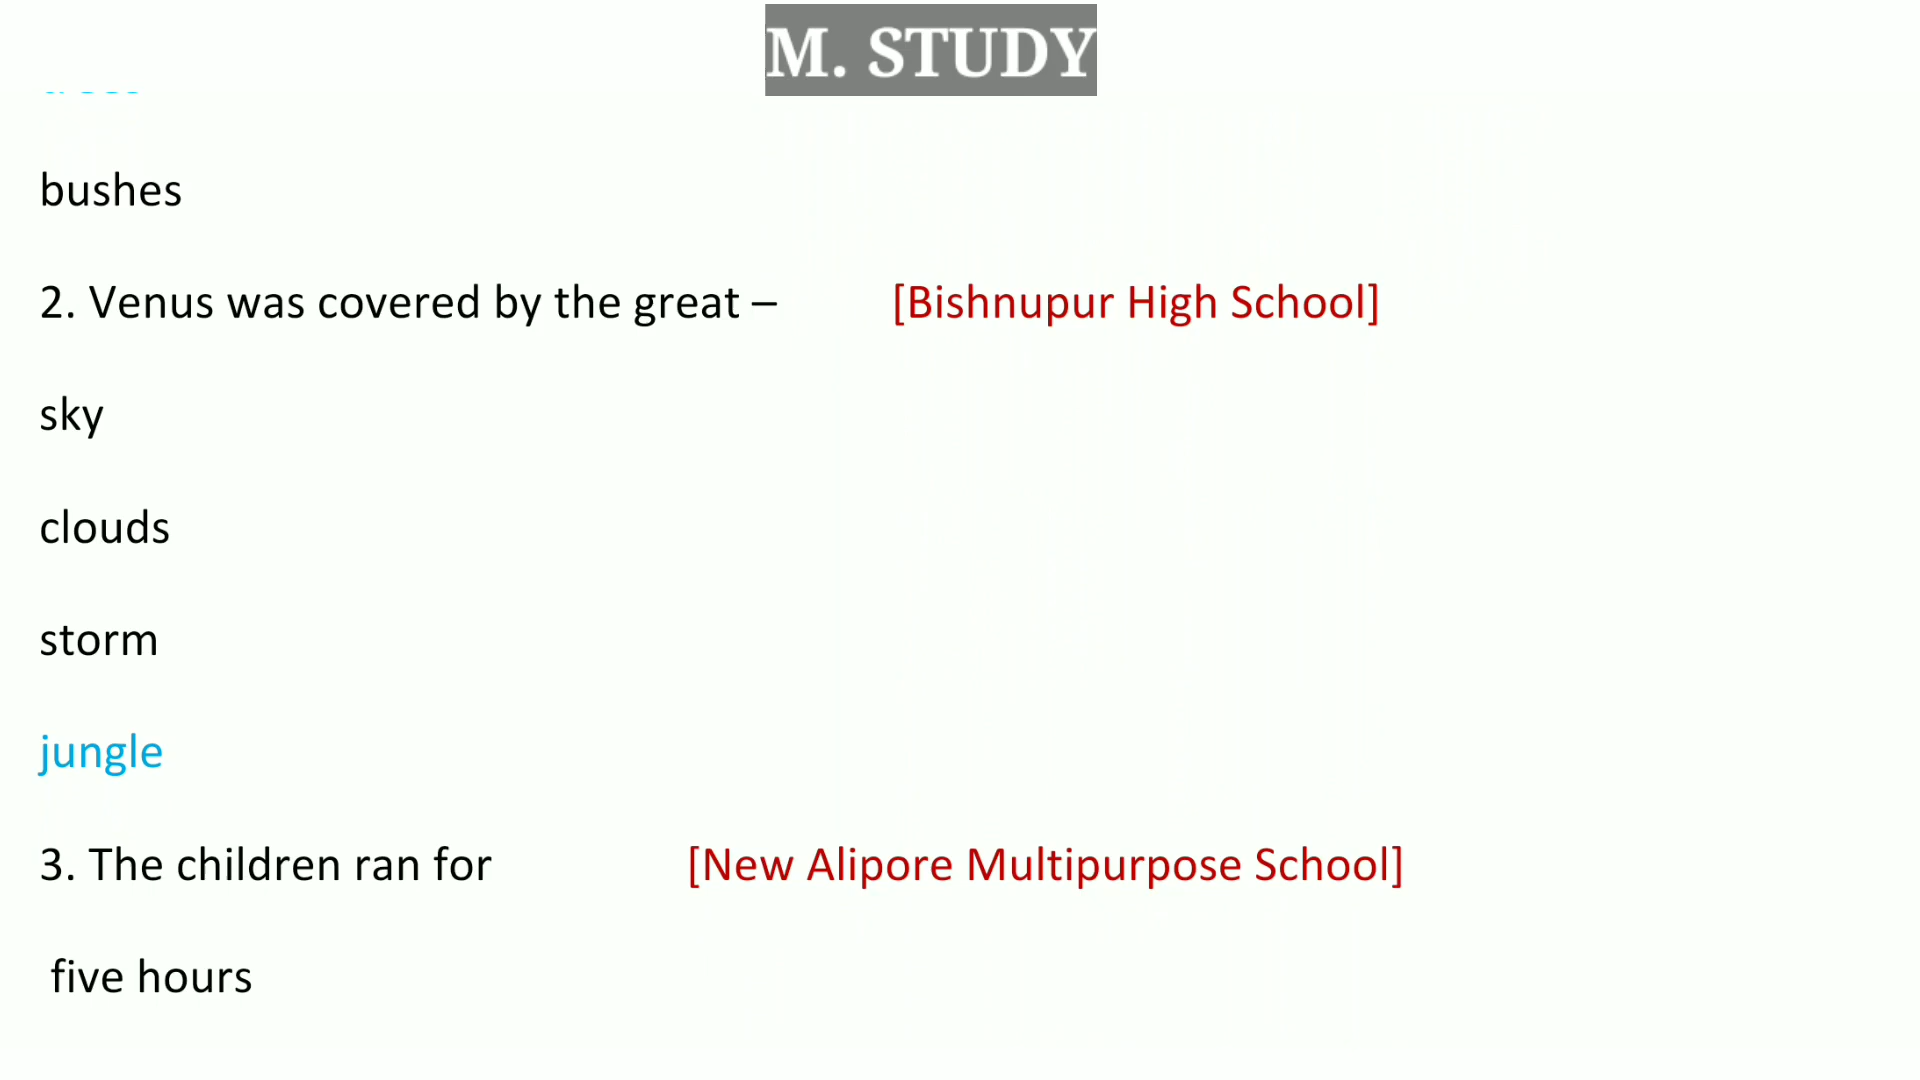 M. STUDY
bushes
2. Venus was covered by the great – [Bishnupur High School]
sky
clouds
storm
jungle
3. The children ran for [New Alipore Multipurpose School]
five hours